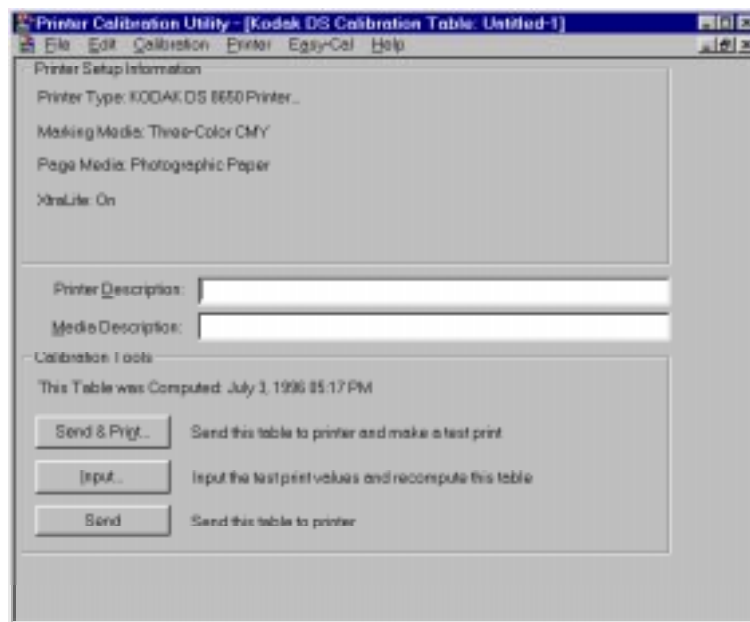 Printer Calibration Utility - [Kodak DS Calibration Table: Untitled-1]
File Edit Calibration Printer Easy-Cal Help
Printer Setup Information
Printer Type: KODAK DS 8650 Printer...
Marking Media: Three-Color CMY
Page Media: Photographic Paper
XtraLife: On
Printer Description:
Media Description:
Calibration Tools
This Table was Computed: July 3, 1996 05:17 PM
Send & Print... Send this table to printer and make a test print
Input... Input the test print values and recompute this table
Send Send this table to printer